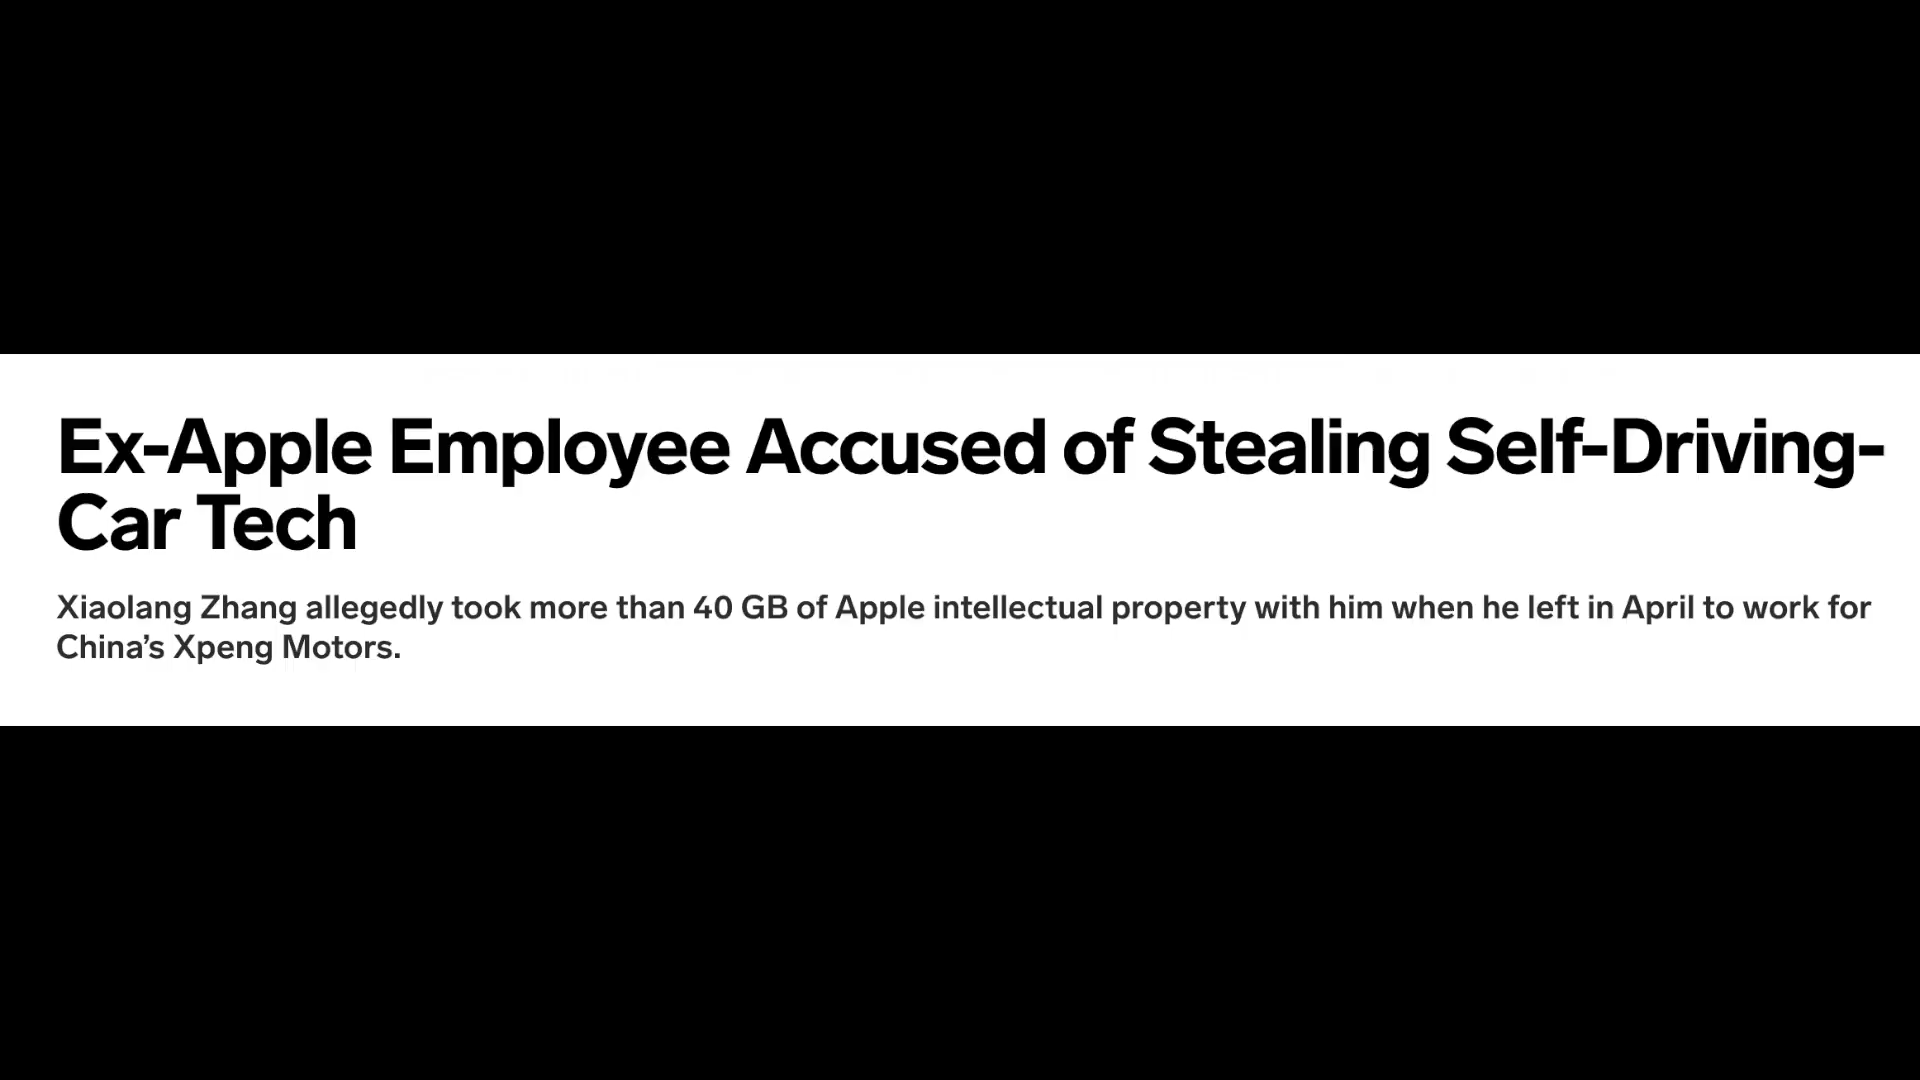 Ex-Apple Employee Accused of Stealing Self-Driving-
Car Tech
Xiaolang Zhang allegedly took more than 40 GB of Apple intellectual property with him when he left in April to work for
China’s Xpeng Motors.